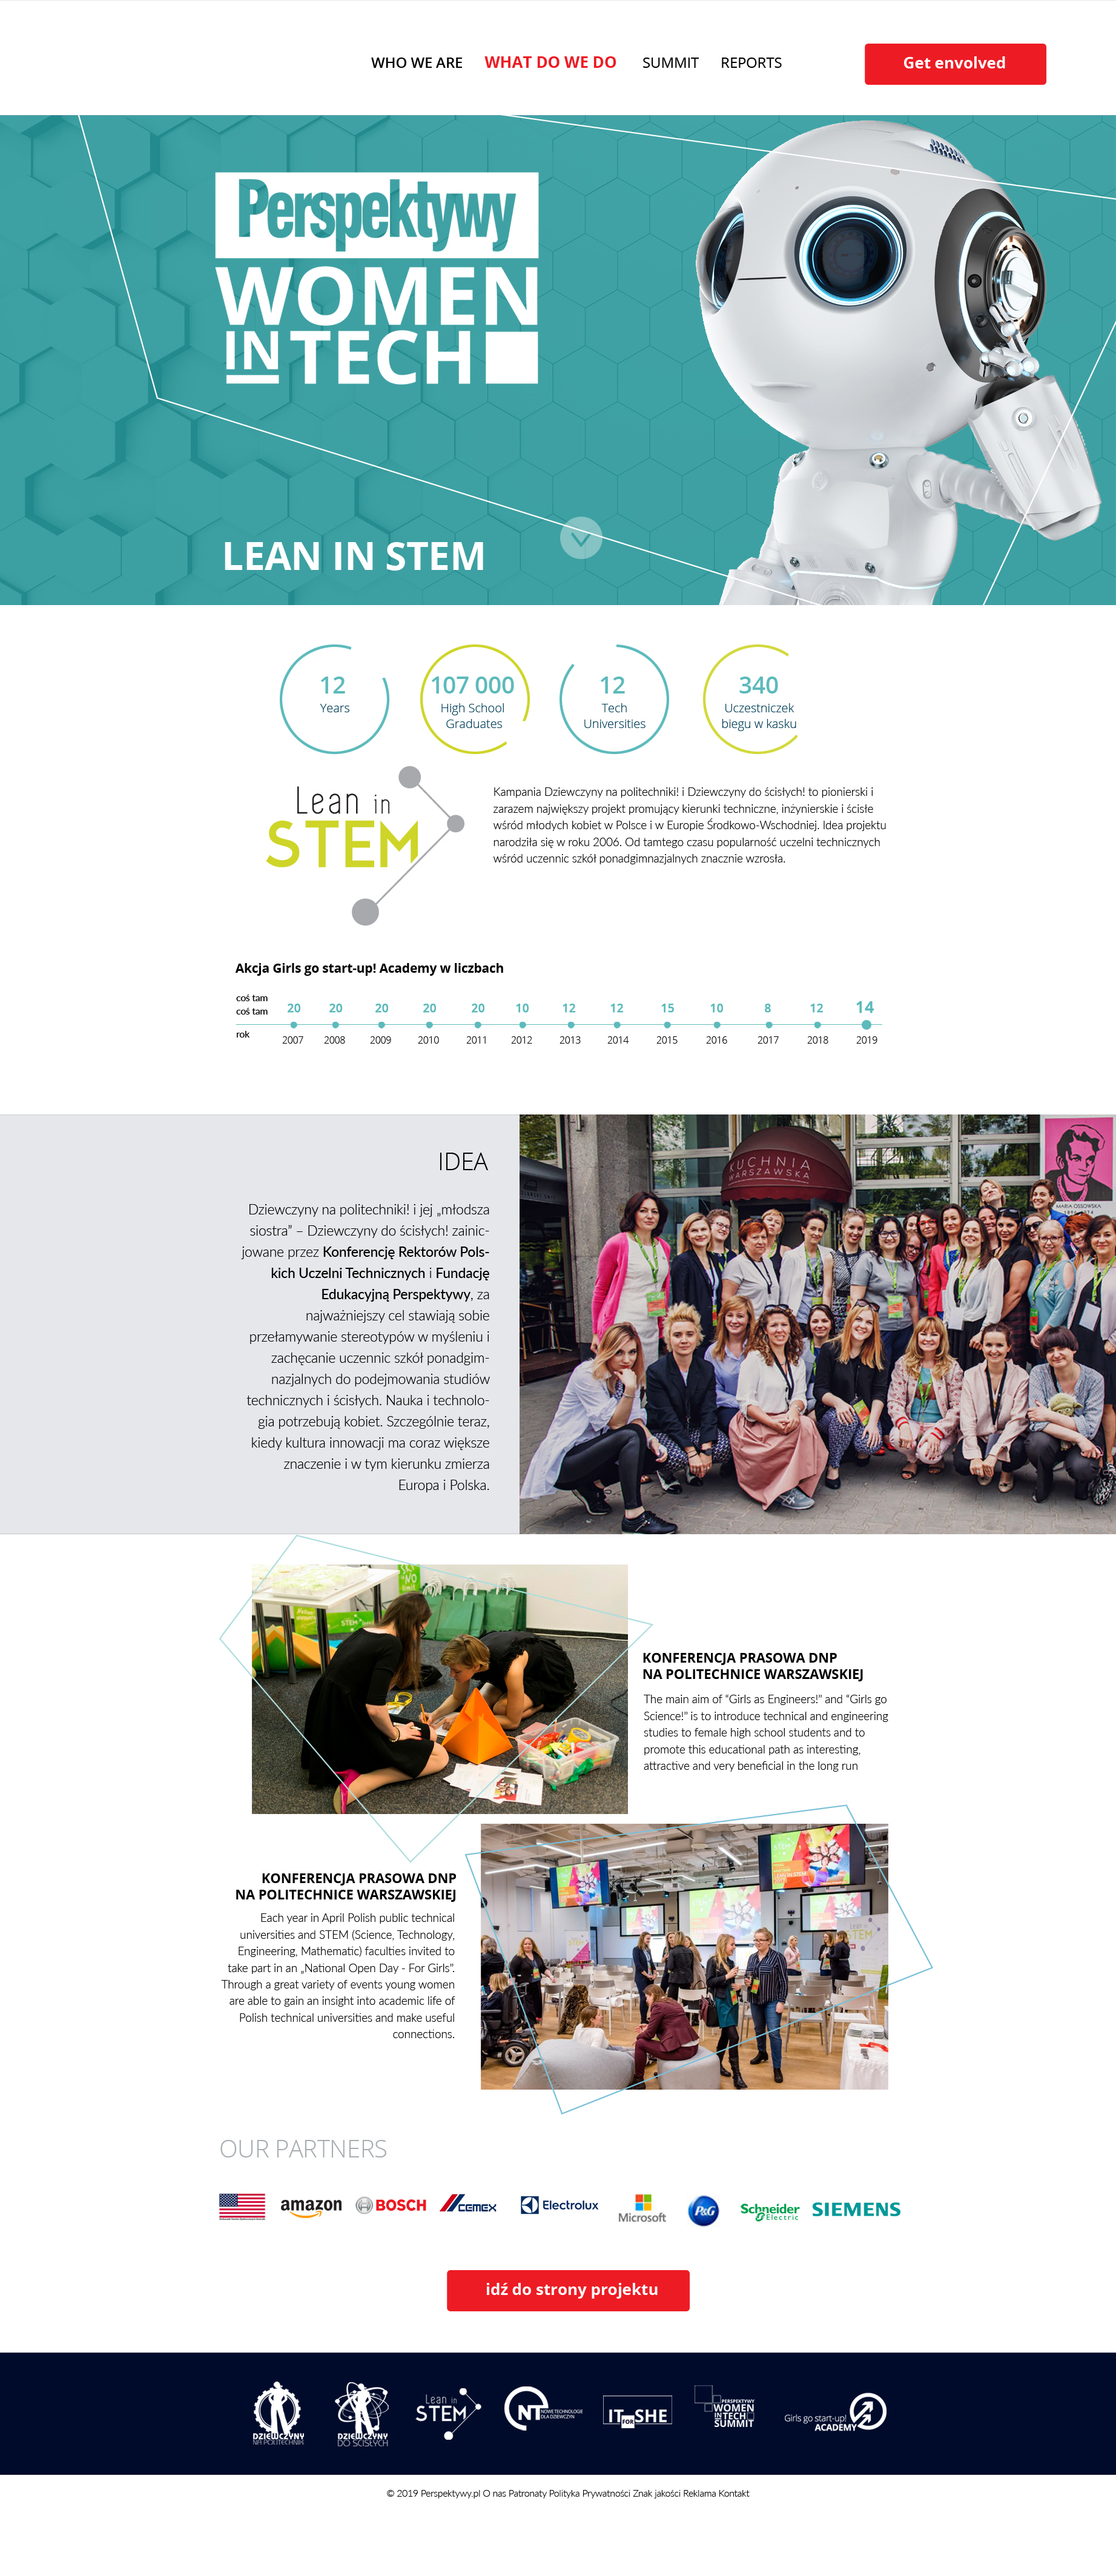 WHO WE ARE WHAT DO WE DO SUMMIT REPORTS Get envolved
Perspektywy
WOMEN
IN TECH
LEAN IN STEM
12
Years
107 000
High School
Graduates
12
Tech
Universities
340
Uczestniczek
biegu w kasku
Lean in
STEM
Kampania Dziewczyny na politechniki! i Dziewczyny do ścisłych! to pionierski i
zarazem największy projekt promujący kierunki techniczne, inżynierskie i ścisłe
wśród młodych kobiet w Polsce i w Europie Środkowo-Wschodniej. Idea projektu
narodziła się w roku 2006. Od tamtego czasu popularność uczelni technicznych
wśród uczennic szkół ponadgimnazjalnych znacznie wzrosła.
Akcja Girls go start-up! Academy w liczbach
coś tam
coś tam
20 20 20 20 20 10 12 12 15 10 8 12 14
rok
2007 2008 2009 2010 2011 2012 2013 2014 2015 2016 2017 2018 2019
IDEA
Dziewczyny na politechniki! i jej „młodsza
siostra” – Dziewczyny do ścisłych! zainic-
jowane przez Konferencję Rektorów Pols-
kich Uczelni Technicznych i Fundację
Edukacyjną Perspektywy, za
najważniejszy cel stawiają sobie
przełamywanie stereotypów w myśleniu i
zachęcanie uczennic szkół ponadgim-
nazjalnych do podejmowania studiów
technicznych i ścisłych. Nauka i technolo-
gia potrzebują kobiet. Szczególnie teraz,
kiedy kultura innowacji ma coraz większe
znaczenie i w tym kierunku zmierza
Europa i Polska.
KUCHNIA
WARSZAWSKA
MARIA OSSOWSKA
KONFERENCJA PRASOWA DNP
NA POLITECHNICE WARSZAWSKIEJ
The main aim of “Girls as Engineers!” and “Girls go
Science!” is to introduce technical and engineering
studies to female high school students and to
promote this educational path as interesting,
attractive and very beneficial in the long run
KONFERENCJA PRASOWA DNP
NA POLITECHNICE WARSZAWSKIEJ
Each year in April Polish public technical
universities and STEM (Science, Technology,
Engineering, Mathematic) faculties invited to
take part in an „National Open Day - For Girls”.
Through a great variety of events young women
are able to gain an insight into academic life of
Polish technical universities and make useful
connections.
OUR PARTNERS
amazon BOSCH CEMEX Electrolux Microsoft P&G Schneider Electric SIEMENS
idź do strony projektu
DZIEWCZYNY
NA POLITECHNIKI
DZIEWCZYNY
DO ŚCISŁYCH
Lean in
STEM
NT NOWE TECHNOLOGIE
DLA DZIEWCZYN
IT FOR SHE
PERSPEKTYWY
WOMEN
IN TECH
SUMMIT
Girls go start-up!
ACADEMY
© 2019 Perspektywy.pl O nas Patronaty Polityka Prywatności Znak jakości Reklama Kontakt